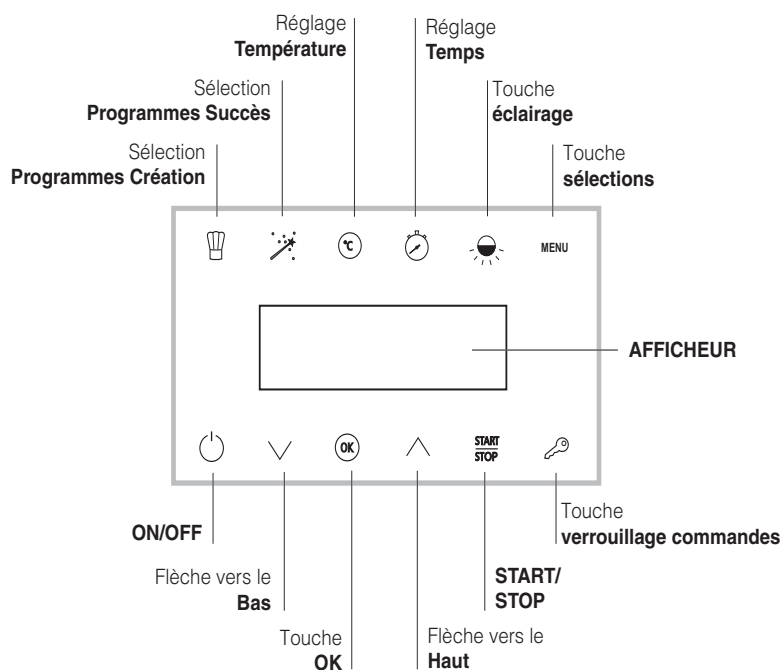 Réglage
Température
Réglage
Temps
Sélection
Programmes Succès
Touche
éclairage
Sélection
Programmes Création
Touche
sélections
°C
MENU
AFFICHEUR
OK
START
STOP
ON/OFF
Touche
verrouillage commandes
Flèche vers le
Bas
START/
STOP
Touche
OK
Flèche vers le
Haut